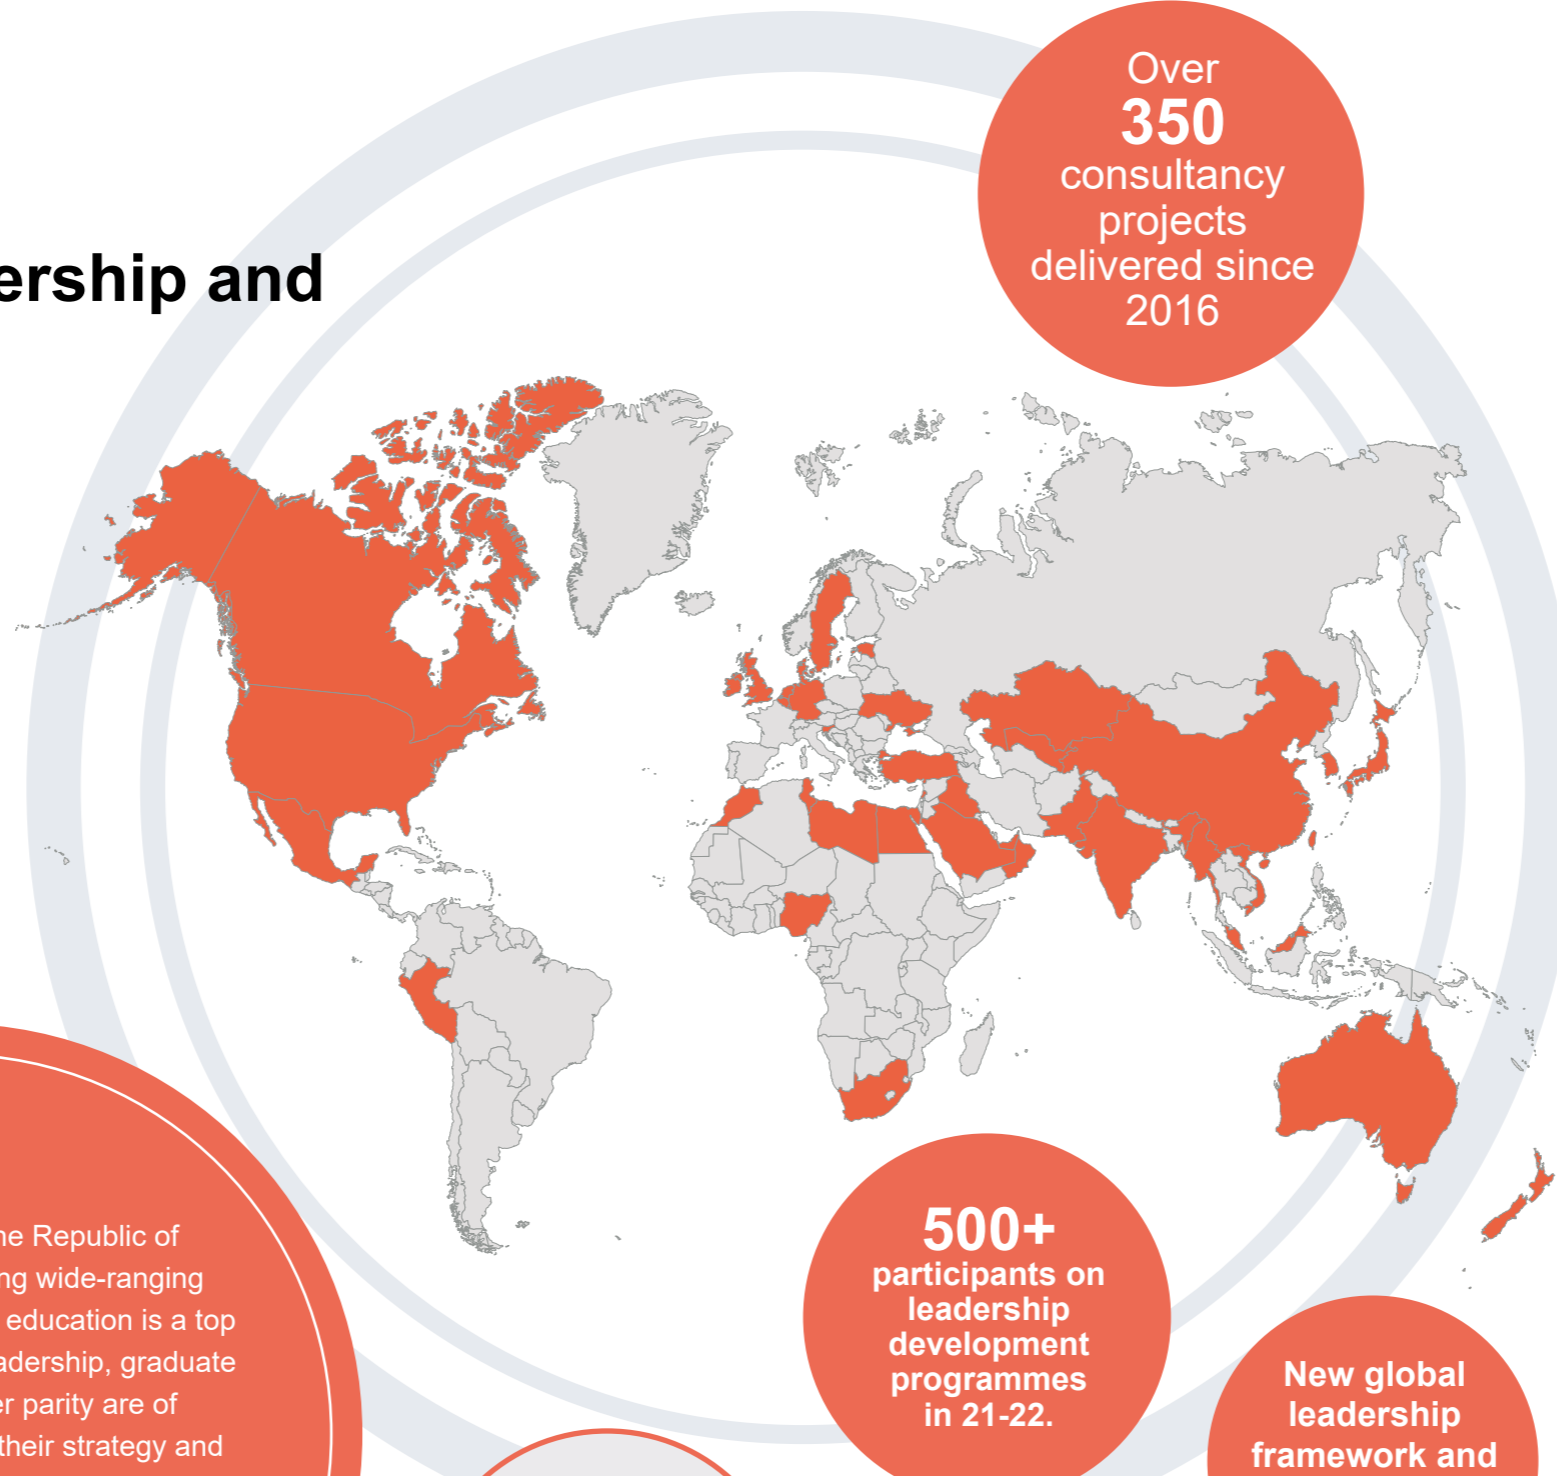 Over
350
consultancy
projects
delivered since
2016
ership and
ne Republic of
ng wide-ranging
education is a top
adership, graduate
er parity are of
their strategy and
500+
participants on
leadership
development
programmes
in 21-22.
New global
leadership
framework and